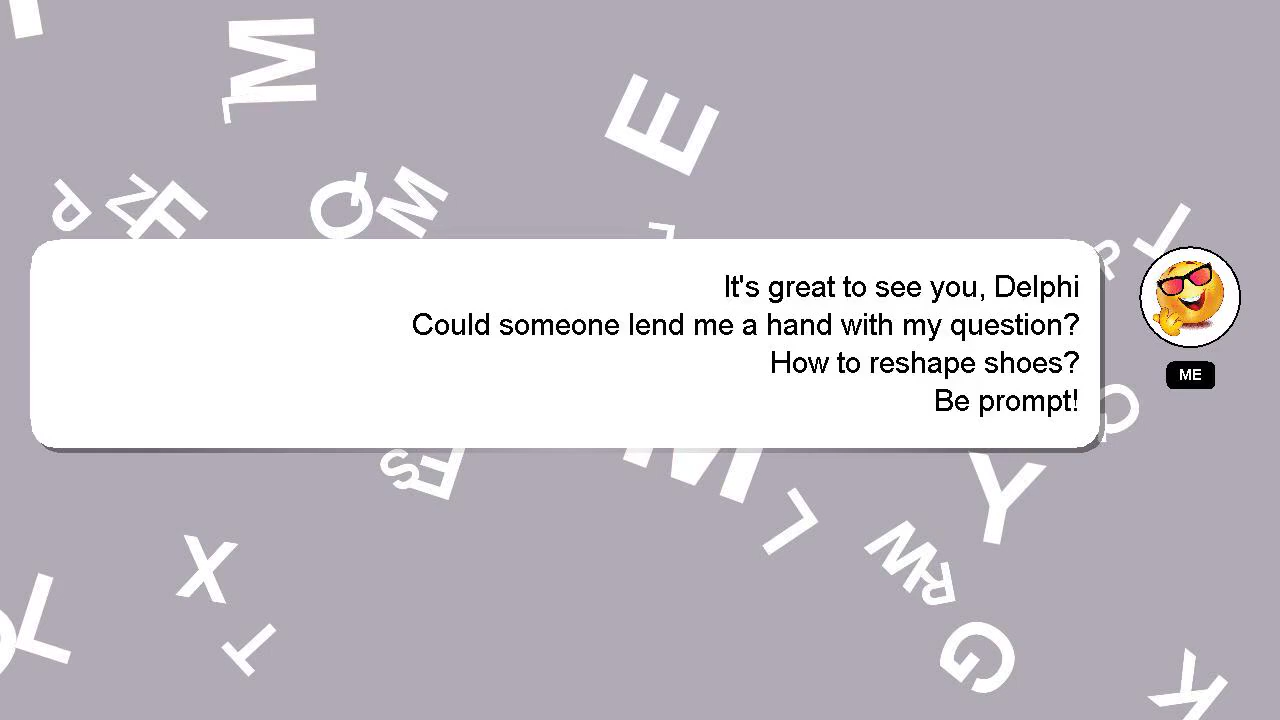 It's great to see you, Delphi
Could someone lend me a hand with my question?
How to reshape shoes?
Be prompt!
ME